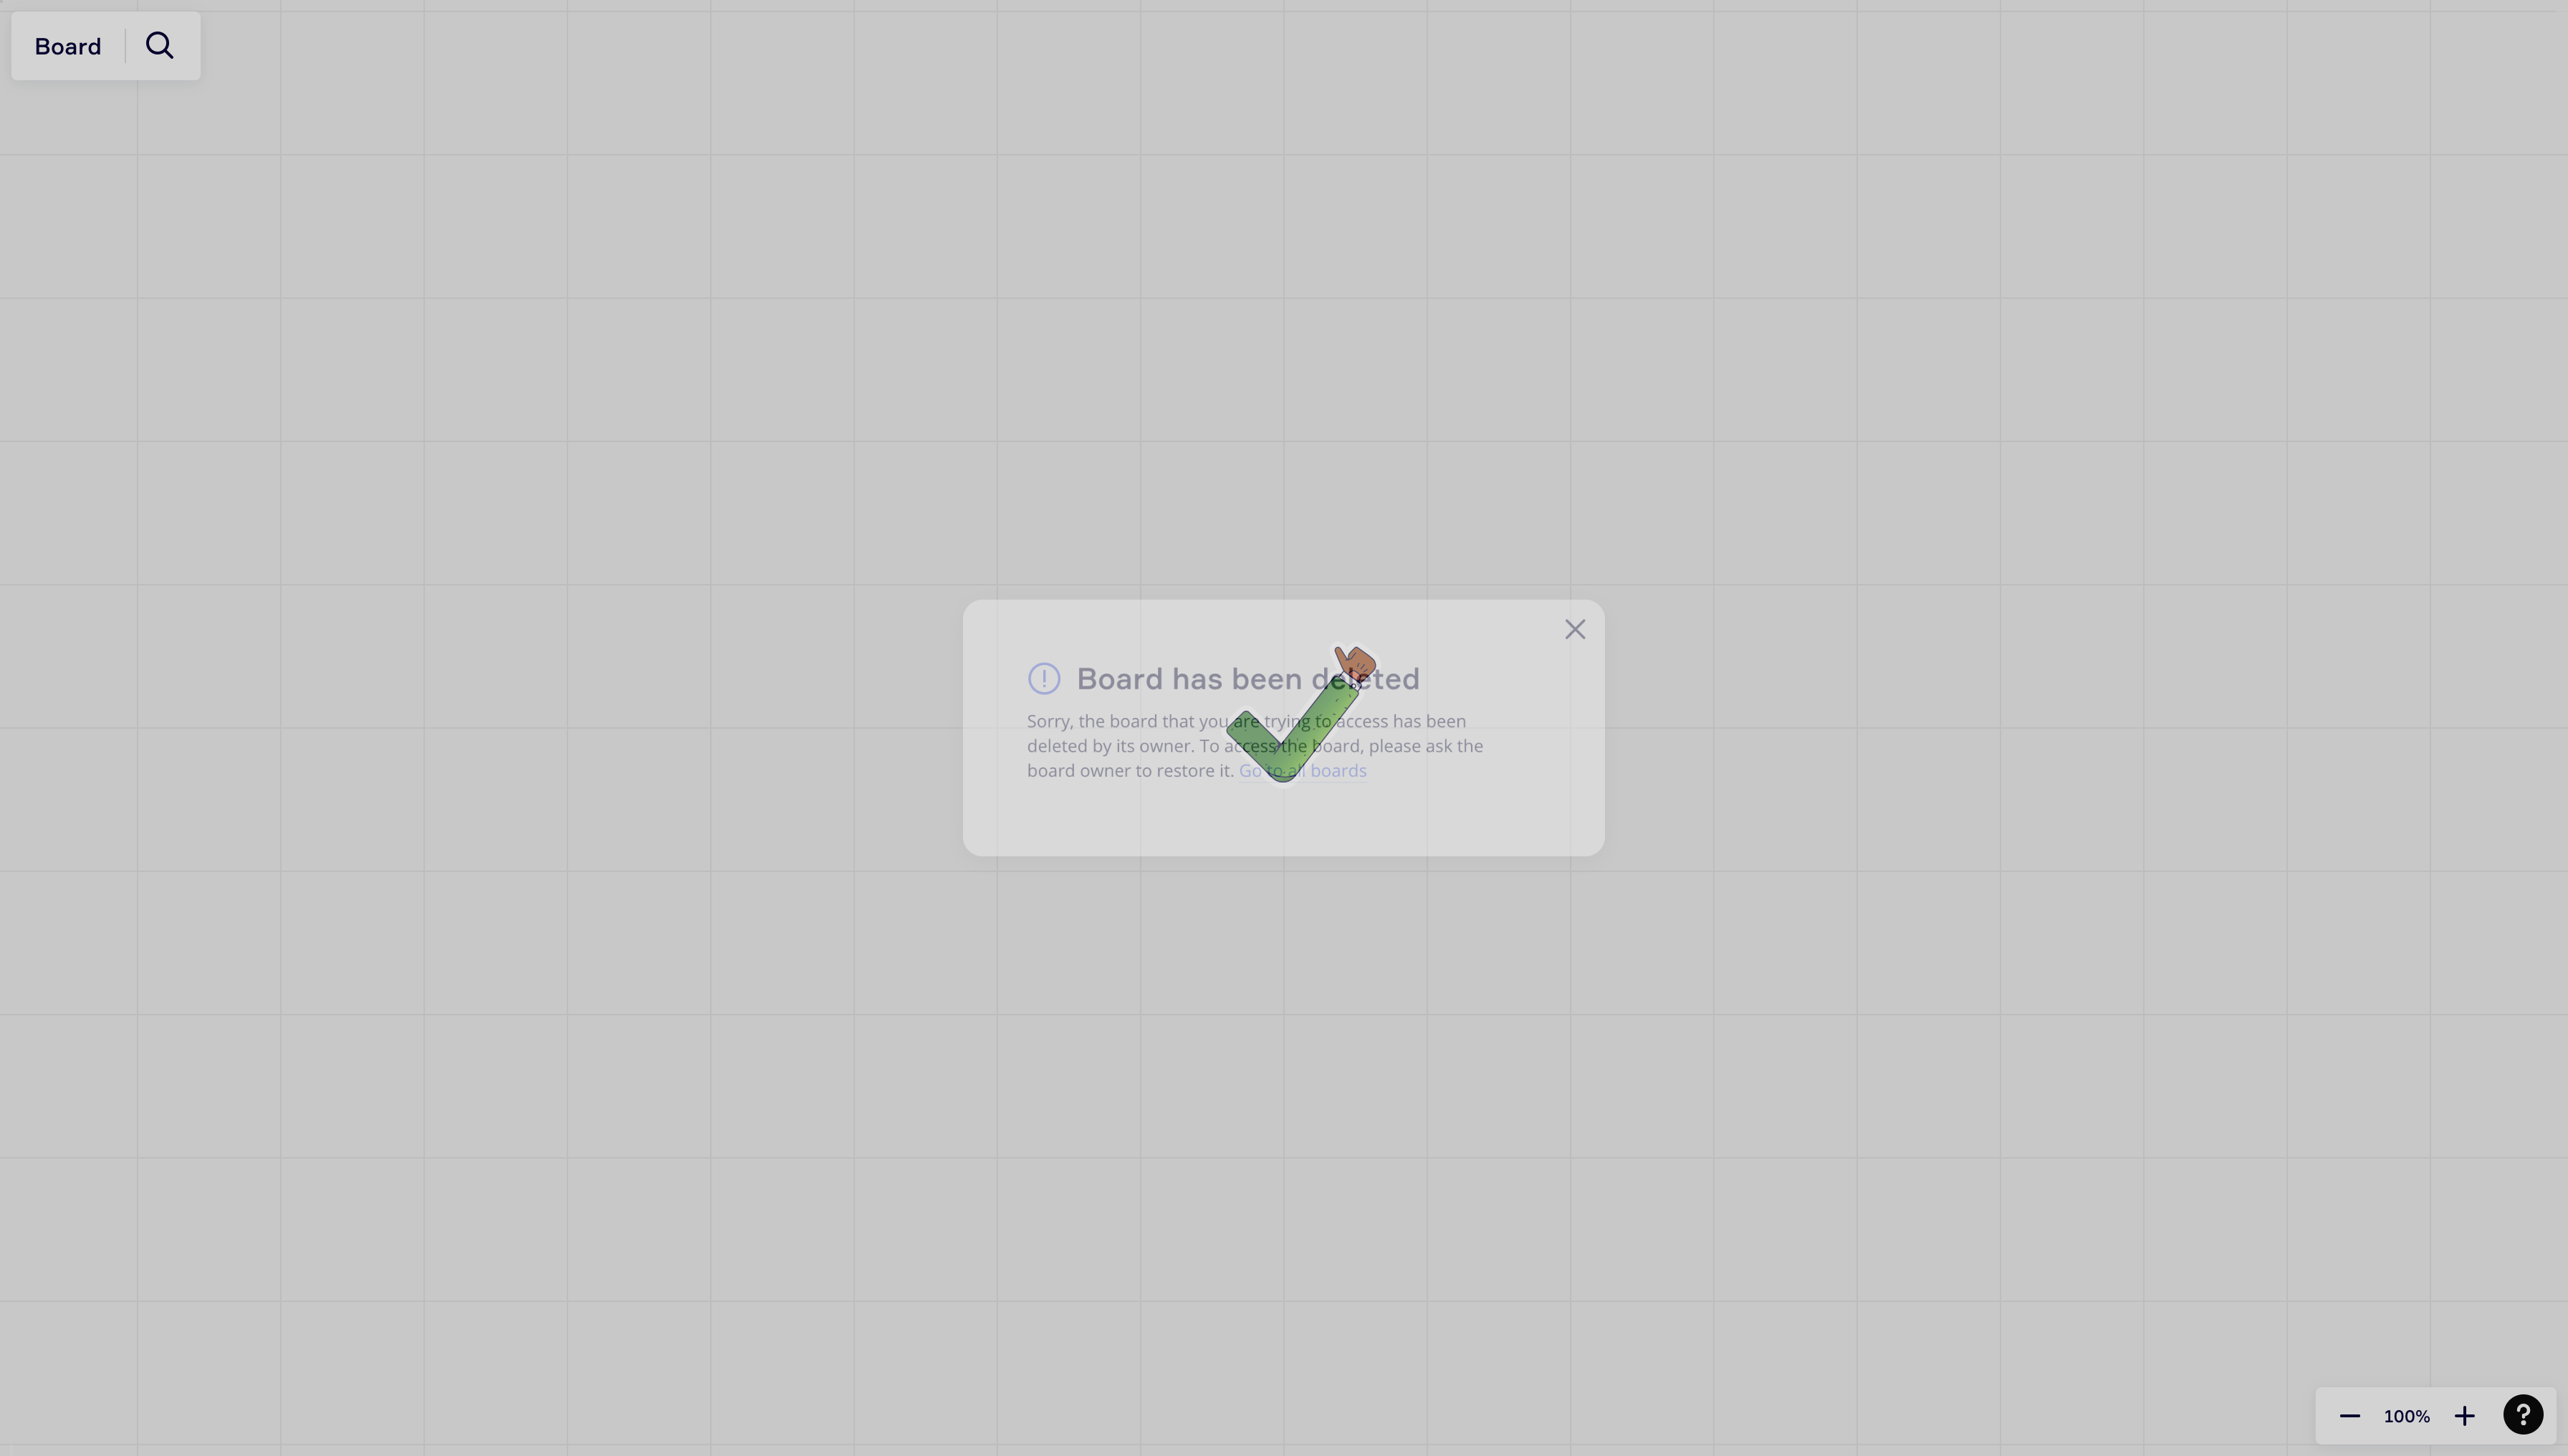 Board
Board has been deleted
Sorry, the board that you are trying to access has been
deleted by its owner. To access the board, please ask the
board owner to restore it. Go to all boards
100%
?